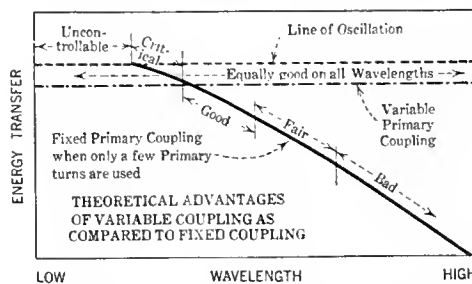 Uncon-
trollable
Crit-
ical
Line of Oscillation
Equally good on all Wavelengths
Good
Fair
Bad
Variable
Primary
Coupling
Fixed Primary Coupling
when only a few Primary
turns are used
THEORETICAL ADVANTAGES
OF VARIABLE COUPLING AS
COMPARED TO FIXED COUPLING
ENERGY TRANSFER
LOW
WAVELENGTH
HIGH